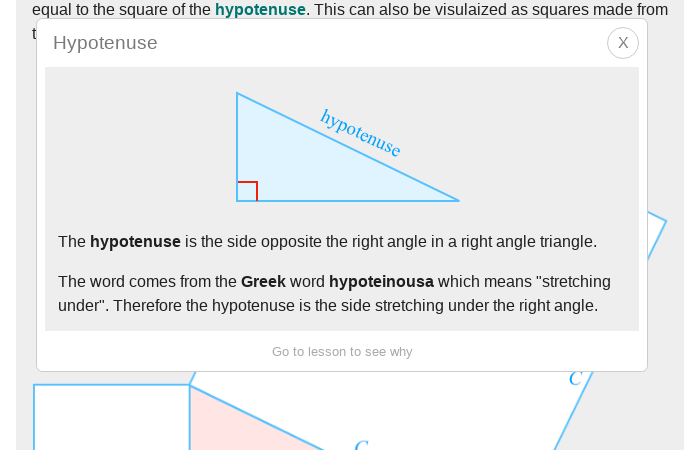 equal to the square of the hypotenuse. This can also be visulaized as squares made from
t
Hypotenuse
X
hypotenuse
The hypotenuse is the side opposite the right angle in a right angle triangle.
The word comes from the Greek word hypoteinousa which means "stretching
under". Therefore the hypotenuse is the side stretching under the right angle.
Go to lesson to see why
C
C